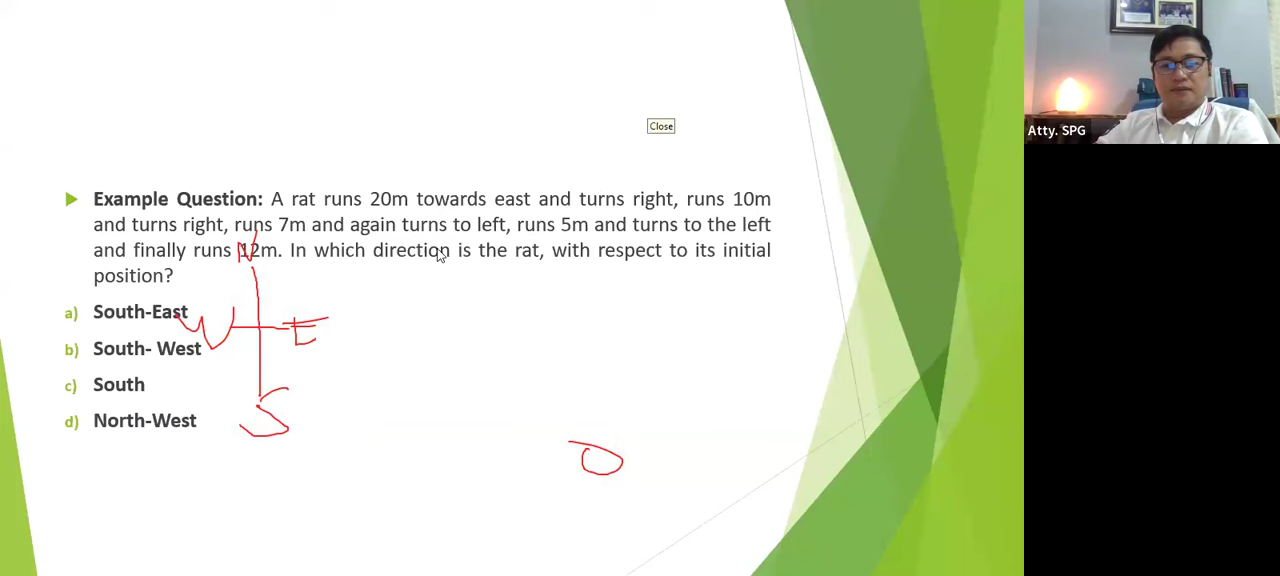 Close
Atty. SPG
Example Question: A rat runs 20m towards east and turns right, runs 10m
and turns right, runs 7m and again turns to left, runs 5m and turns to the left
and finally runs 12m. In which direction is the rat, with respect to its initial
position?
a) South-East
b) South- West
c) South
d) North-West
N
W E
S